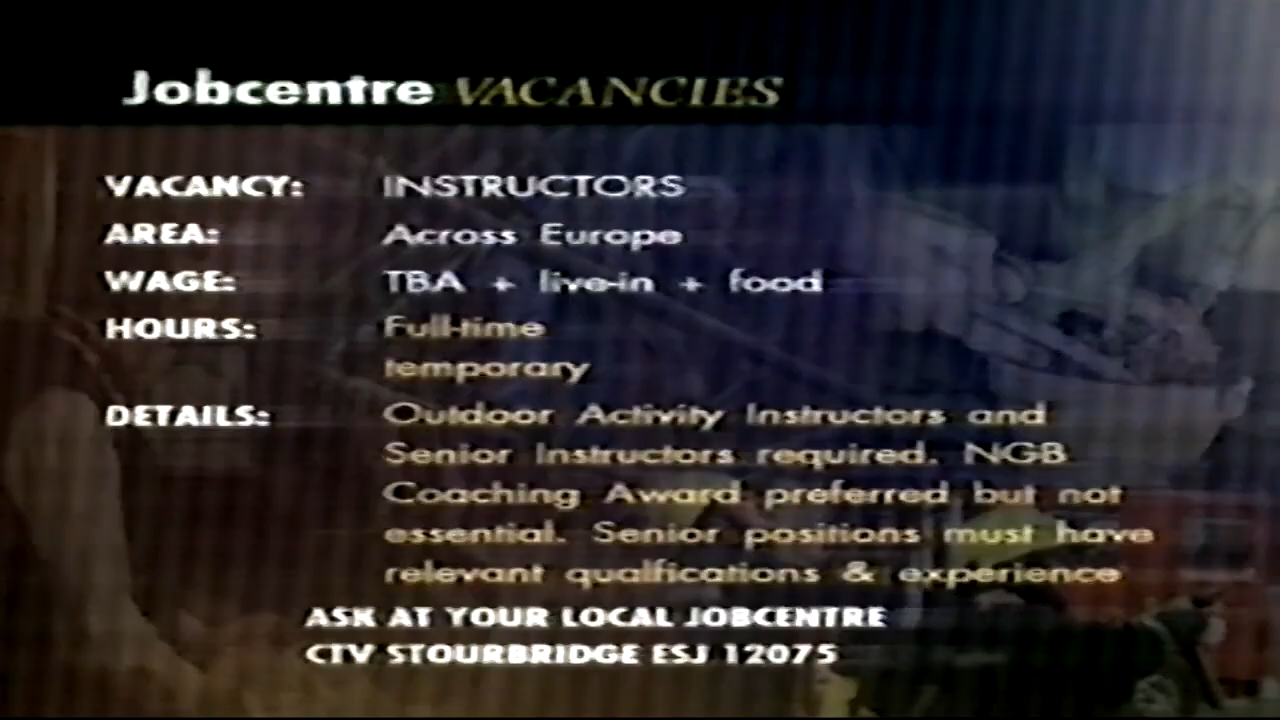 Jobcentre VACANCIES
VACANCY: INSTRUCTORS
AREA: Across Europe
WAGE: TBA + live-in + food
HOURS: Full-time
temporary
DETAILS: Outdoor Activity Instructors and
Senior Instructors required. NGB
Coaching Award preferred but not
essential. Senior positions must have
relevant qualfications & experience
ASK AT YOUR LOCAL JOBCENTRE
CTV STOURBRIDGE ESJ 12075